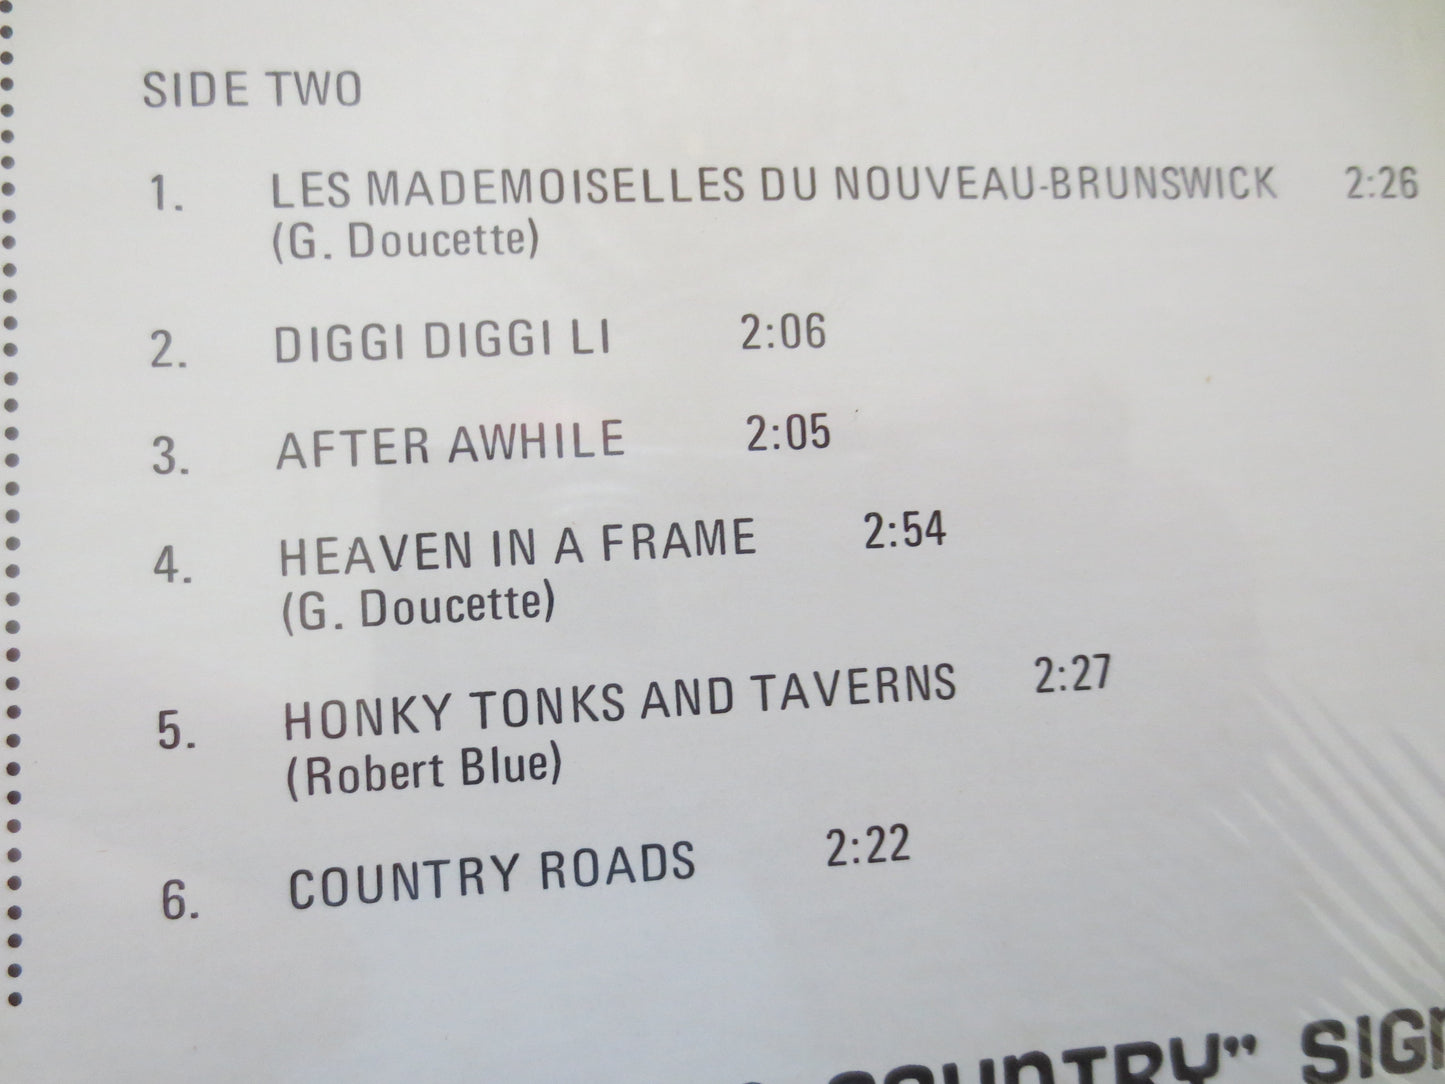 SIDE TWO
1. LES MADEMOISELLES DU NOUVEAU-BRUNSWICK 2:26
(G. Doucette)
2. DIGGI DIGGI LI 2:06
3. AFTER AWHILE 2:05
4. HEAVEN IN A FRAME 2:54
(G. Doucette)
5. HONKY TONKS AND TAVERNS 2:27
(Robert Blue)
6. COUNTRY ROADS 2:22
COUNTRY”